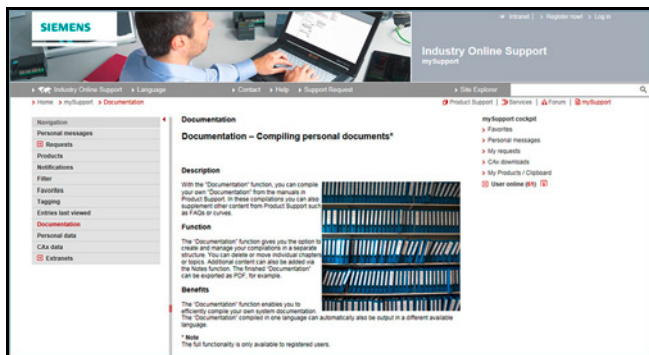 SIEMENS
Intranet | > Register now! > Log in
Industry Online Support
mySupport
Industry Online Support > Language > Contact > Help > Support Request > Site Explorer
> Home > mySupport > Documentation
Product Support | Services | Forum | mySupport
Navigation
Personal messages
Requests
Products
Notifications
Filter
Favorites
Tagging
Entries last viewed
Documentation
Personal data
CAx data
Extranets
Documentation
Documentation – Compiling personal documents*
Description
With the "Documentation" function, you can compile
your own "Documentation" from the manuals in
Product Support. In these compilations you can also
supplement other content from Product Support such
as FAQs or curves.
Function
The "Documentation" function gives you the option to
create and manage your compilations in a separate
structure. You can delete or move individual chapters
or topics. Additional content can also be added via
the Notes function. The finished "Documentation"
can be exported as PDF, for example.
Benefits
The "Documentation" function enables you to
efficiently compile your own system documentation.
The "Documentation" compiled in one language can automatically also be output in a different available
language.
* Note
The full functionality is only available to registered users.
mySupport cockpit
> Favorites
> Personal messages
> My requests
> CAx downloads
> My Products / Clipboard
User online (61)